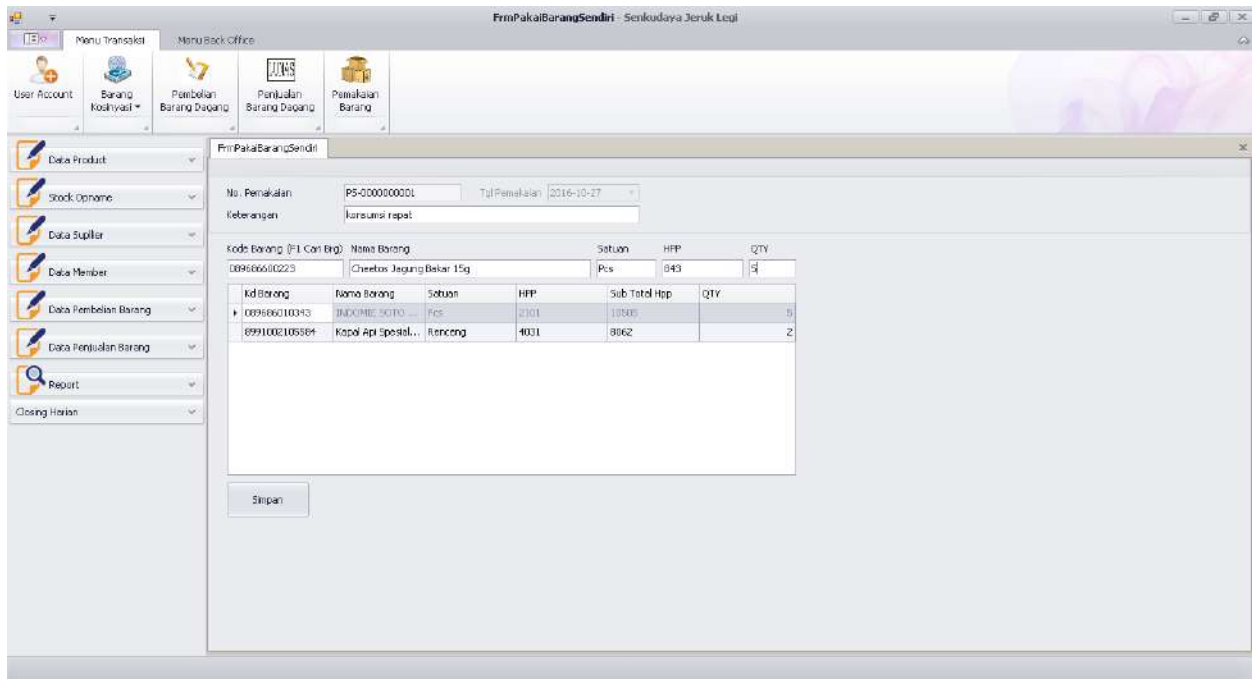 FrmPakaiBarangSendiri - Senkudaya Jeruk Legi
Menu Transaksi Menu Back Office
User Account Barang Kosinyasi Pembelian Barang Dagang Penjualan Barang Dagang Pemakaian Barang
FrmPakaiBarangSendiri
Data Product
Stock Opname
Data Suplier
Data Member
Data Pembelian Barang
Data Penjualan Barang
Report
Closing Harian
No. Pemakaian PS-0000000001 Tgl Pemakaian 2016-10-27
Keterangan konsumsi rapat
Kode Barang (F1 Cari Brg) Nama Barang Satuan HPP QTY
089686600223 Cheetos Jagung Bakar 15g Pcs 843 5
Kd Barang Nama Barang Satuan HPP Sub Total Hpp QTY
089686010343 INDOMIE SOTO ... Pcs 2101 10505 5
8991002105584 Kapal Api Spesial... Renceng 4031 8062 2
Simpan